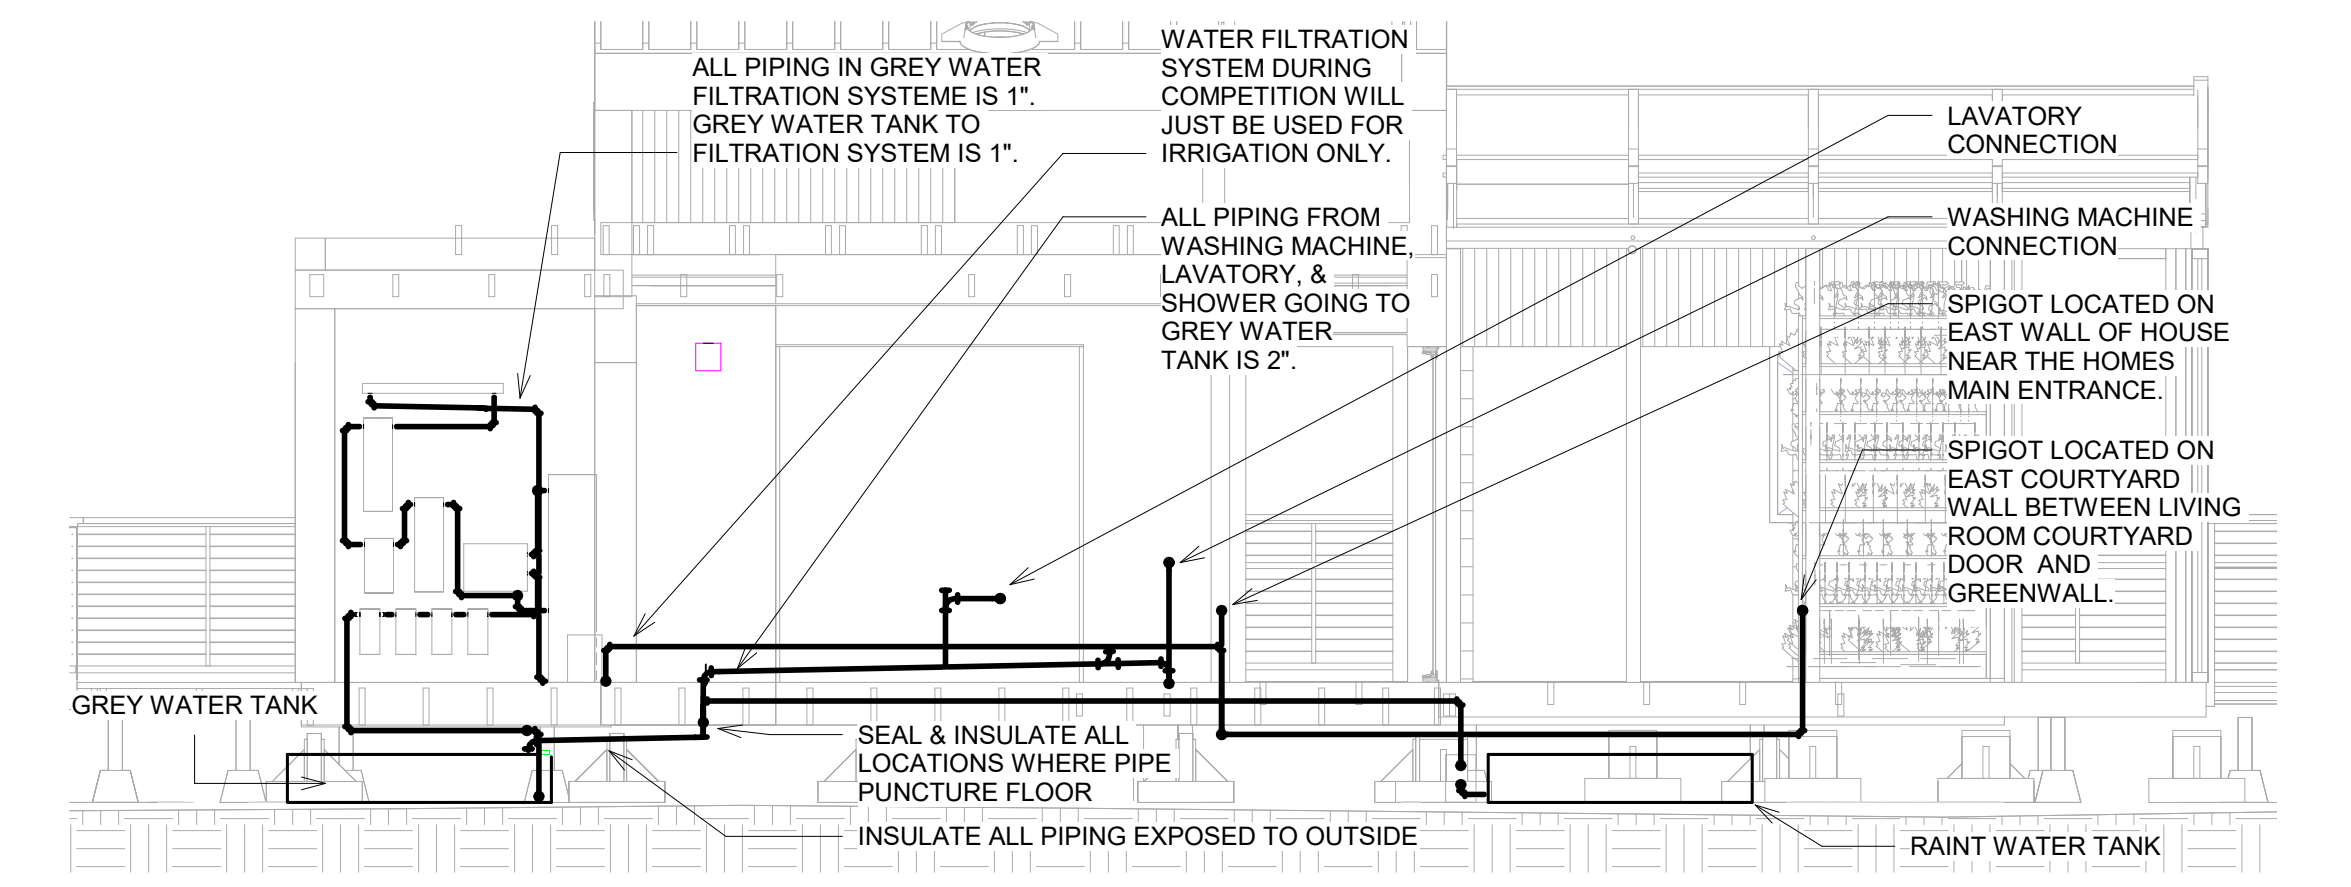 ALL PIPING IN GREY WATER
FILTRATION SYSTEME IS 1".
GREY WATER TANK TO
FILTRATION SYSTEM IS 1".
WATER FILTRATION
SYSTEM DURING
COMPETITION WILL
JUST BE USED FOR
IRRIGATION ONLY.
ALL PIPING FROM
WASHING MACHINE,
LAVATORY, &
SHOWER GOING TO
GREY WATER
TANK IS 2".
LAVATORY
CONNECTION
WASHING MACHINE
CONNECTION
SPIGOT LOCATED ON
EAST WALL OF HOUSE
NEAR THE HOMES
MAIN ENTRANCE.
SPIGOT LOCATED ON
EAST COURTYARD
WALL BETWEEN LIVING
ROOM COURTYARD
DOOR AND
GREENWALL.
GREY WATER TANK
SEAL & INSULATE ALL
LOCATIONS WHERE PIPE
PUNCTURE FLOOR
INSULATE ALL PIPING EXPOSED TO OUTSIDE
RAINT WATER TANK